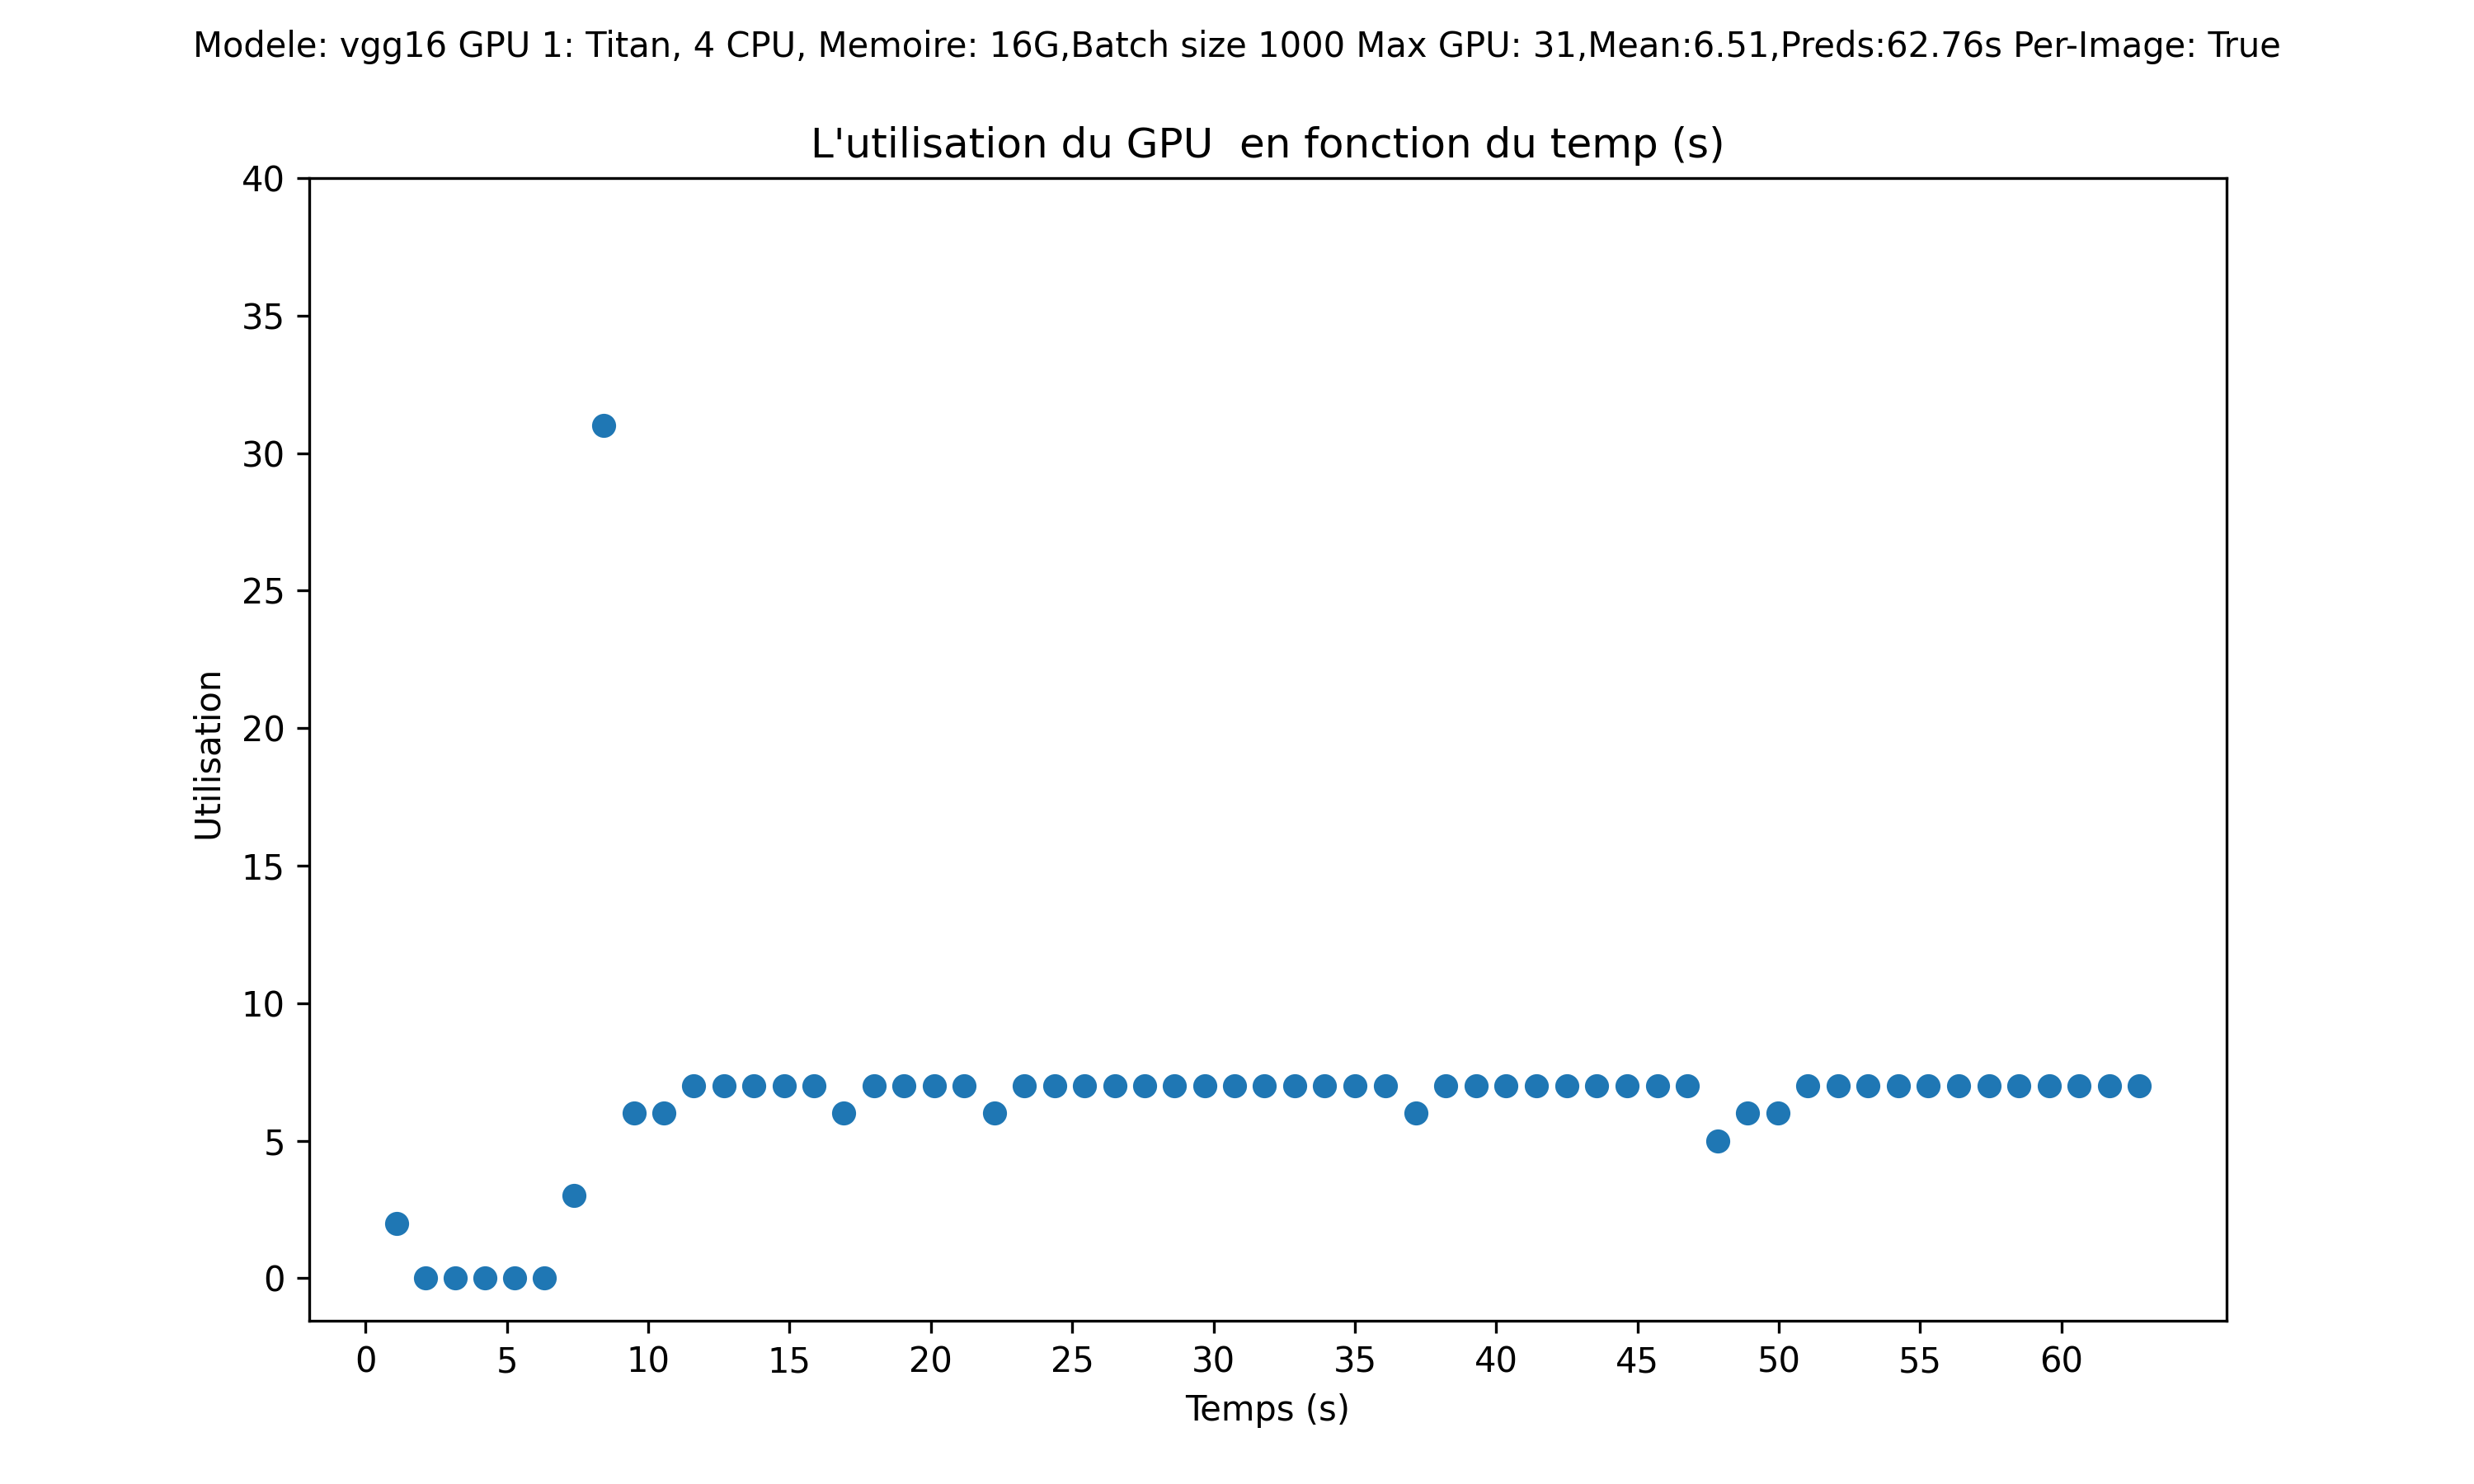 Modele: vgg16 GPU 1: Titan, 4 CPU, Memoire: 16G,Batch size 1000 Max GPU: 31,Mean:6.51,Preds:62.76s Per-Image: True
L'utilisation du GPU  en fonction du temp (s)
40
35
30
25
20
15
10
5
0
Utilisation
0 5 10 15 20 25 30 35 40 45 50 55 60
Temps (s)